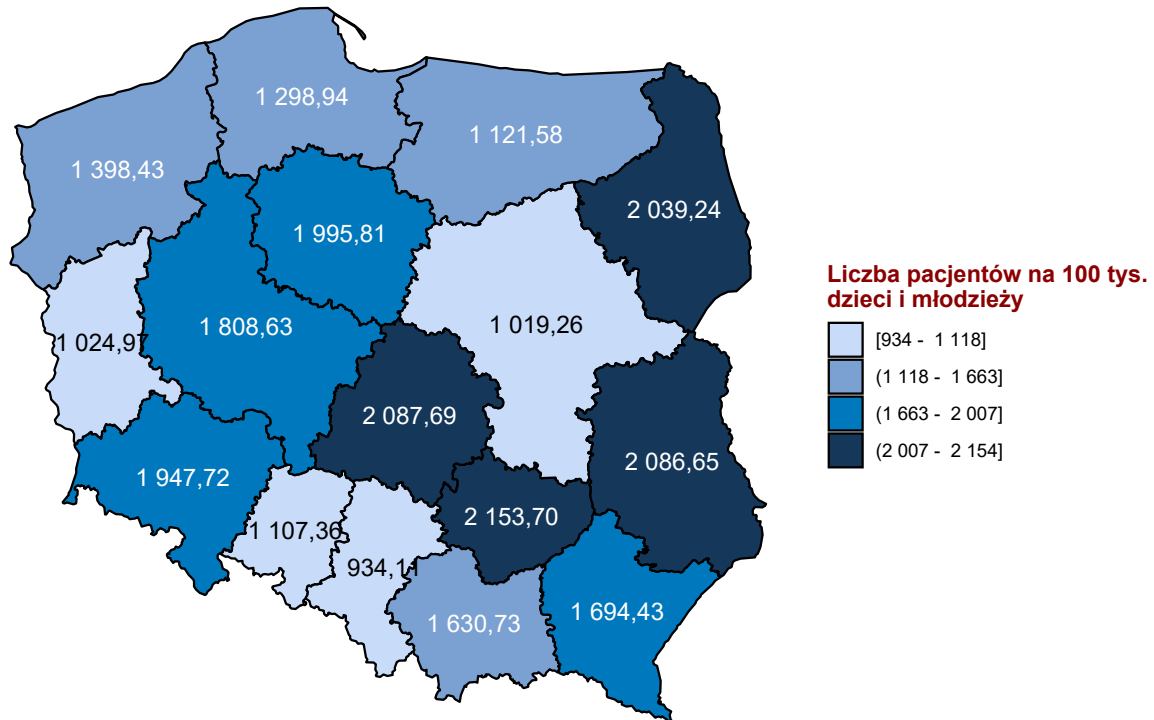 1 298,94
1 121,58
1 398,43
2 039,24
1 995,81
Liczba pacjentów na 100 tys.
dzieci i młodzieży
1 019,26
1 808,63
1 024,97
[934 - 1 118]
(1 118 - 1 663]
(1 663 - 2 007]
(2 007 - 2 154]
2 087,69
2 086,65
1 947,72
2 153,70
1 107,36
934,11
1 694,43
1 630,73